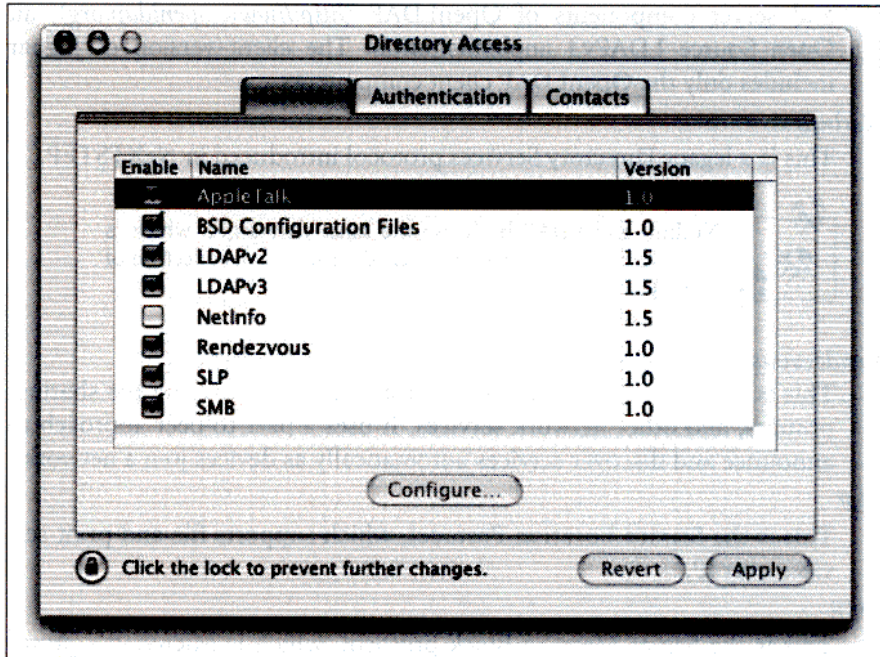 Directory Access
Authentication Contacts
Enable Name Version
AppleTalk 1.0
BSD Configuration Files 1.0
LDAPv2 1.5
LDAPv3 1.5
NetInfo 1.5
Rendezvous 1.0
SLP 1.0
SMB 1.0
Configure...
Click the lock to prevent further changes. Revert Apply